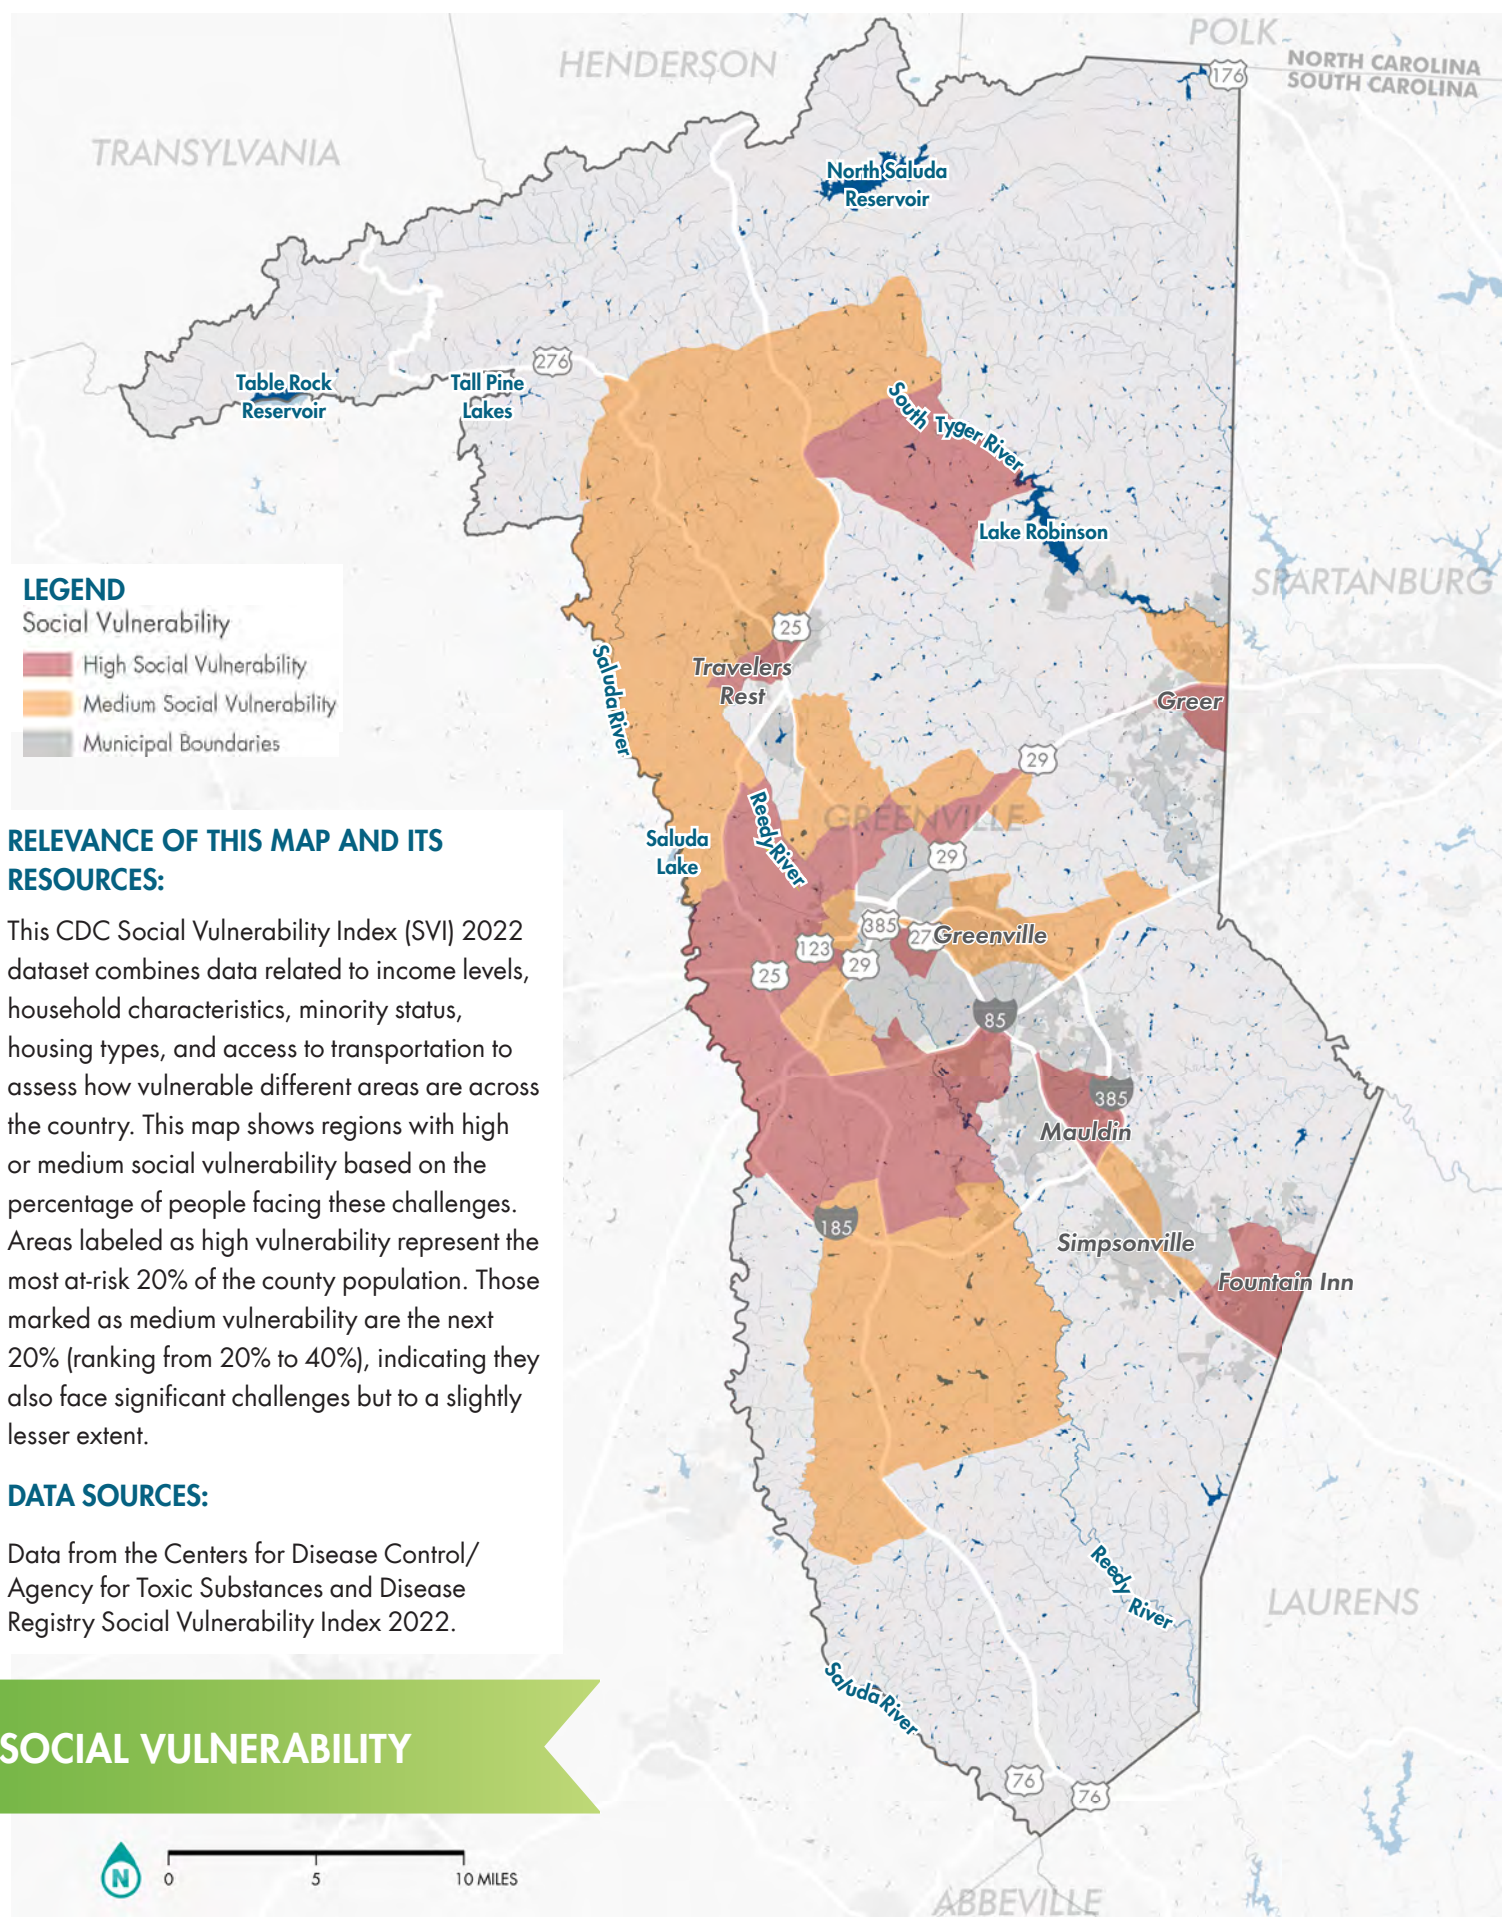 POLK
HENDERSON
NORTH CAROLINA
SOUTH CAROLINA
176
TRANSYLVANIA
North Saluda
Reservoir
276
Table Rock
Reservoir
Tall Pine
Lakes
South Tyger River
Lake Robinson
SPARTANBURG
LEGEND
Social Vulnerability
High Social Vulnerability
Medium Social Vulnerability
Municipal Boundaries
25
Travelers
Rest
Saluda River
Greer
29
Reedy River
GREENVILLE
Saluda
Lake
29
385
27
Greenville
123
29
25
85
385
Mauldin
185
Simpsonville
Fountain Inn
RELEVANCE OF THIS MAP AND ITS
RESOURCES:
This CDC Social Vulnerability Index (SVI) 2022
dataset combines data related to income levels,
household characteristics, minority status,
housing types, and access to transportation to
assess how vulnerable different areas are across
the country. This map shows regions with high
or medium social vulnerability based on the
percentage of people facing these challenges.
Areas labeled as high vulnerability represent the
most at-risk 20% of the county population. Those
marked as medium vulnerability are the next
20% (ranking from 20% to 40%), indicating they
also face significant challenges but to a slightly
lesser extent.
DATA SOURCES:
Data from the Centers for Disease Control/
Agency for Toxic Substances and Disease
Registry Social Vulnerability Index 2022.
Reedy River
LAURENS
Saluda River
SOCIAL VULNERABILITY
76
76
N
0 5 10 MILES
ABBEVILLE